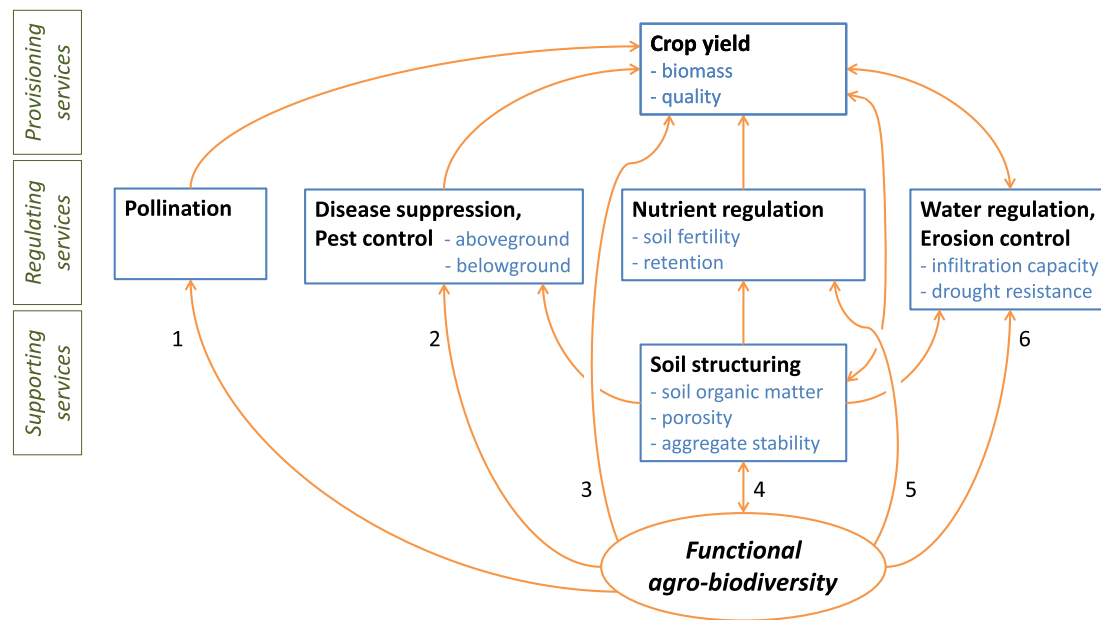 Provisioning
services
Regulating
services
Supporting
services
Crop yield
- biomass
- quality
Pollination
Disease suppression,
Pest control - aboveground
- belowground
Nutrient regulation
- soil fertility
- retention
Water regulation,
Erosion control
- infiltration capacity
- drought resistance
Soil structuring
- soil organic matter
- porosity
- aggregate stability
1
2
3
4
5
6
Functional
agro-biodiversity